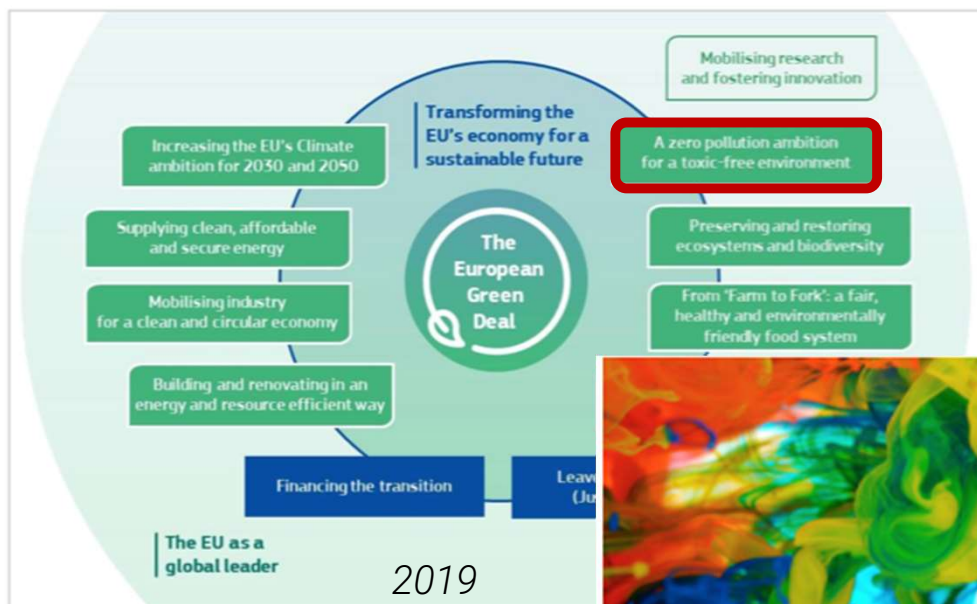 Mobilising research
and fostering innovation
Transforming the
EU's economy for a
sustainable future
Increasing the EU's Climate
ambition for 2030 and 2050
A zero pollution ambition
for a toxic-free environment
Supplying clean, affordable
and secure energy
The
European
Green
Deal
Preserving and restoring
ecosystems and biodiversity
Mobilising industry
for a clean and circular economy
From 'Farm to Fork': a fair,
healthy and environmentally
friendly food system
Building and renovating in an
energy and resource efficient way
Financing the transition
Leave
The EU as a
global leader
2019